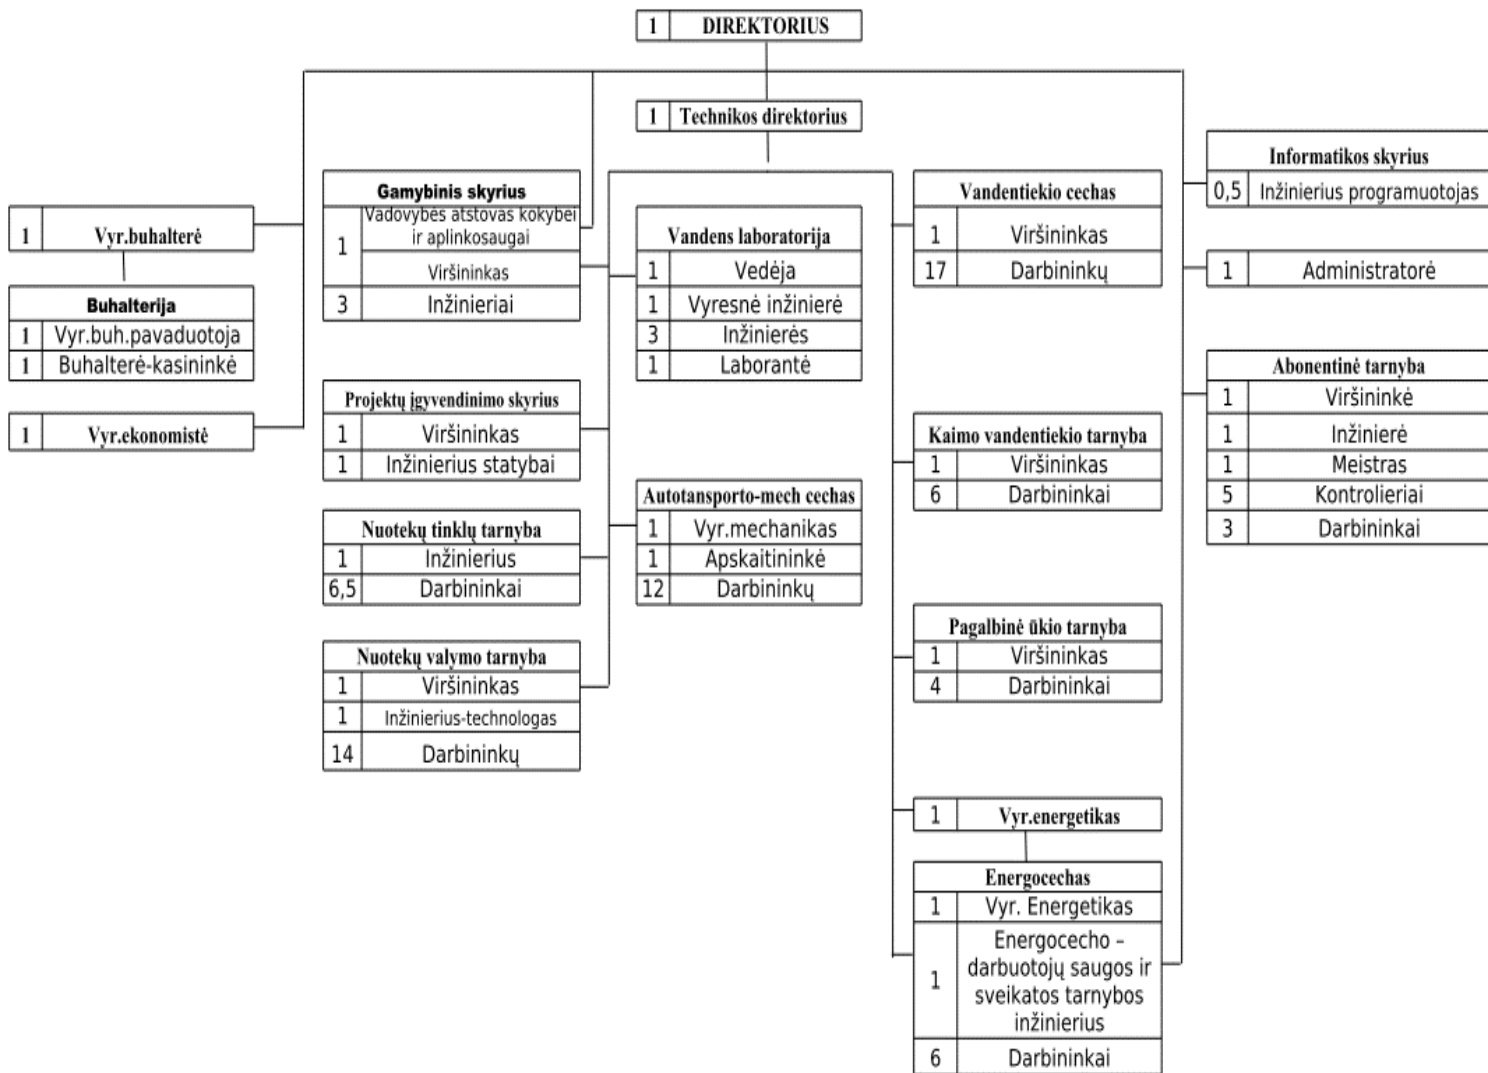 1 DIREKTORIUS
1 Technikos direktorius
1 Vyr.buhalterė
Buhalterija
1 Vyr.buh.pavaduotoja
1 Buhalterė-kasininkė
1 Vyr.ekonomistė
Gamybinis skyrius
1
Vadovybės atstovas kokybei
ir aplinkosaugai
Viršininkas
3 Inžinieriai
Projektų įgyvendinimo skyrius
1 Viršininkas
1 Inžinierius statybai
Nuotekų tinklų tarnyba
1 Inžinierius
6,5 Darbininkai
Nuotekų valymo tarnyba
1 Viršininkas
1 Inžinierius-technologas
14 Darbininkų
Vandens laboratorija
1 Vedėja
1 Vyresnė inžinierė
3 Inžinierės
1 Laborantė
Autotansporto-mech cechas
1 Vyr.mechanikas
1 Apskaitininkė
12 Darbininkų
Vandentiekio cechas
1 Viršininkas
17 Darbininkų
Kaimo vandentiekio tarnyba
1 Viršininkas
6 Darbininkai
Pagalbinė ūkio tarnyba
1 Viršininkas
4 Darbininkai
1 Vyr.energetikas
Energocechas
1 Vyr. Energetikas
Energocecho –
darbuotojų saugos ir
1 sveikatos tarnybos
inžinierius
6 Darbininkai
Informatikos skyrius
0,5 Inžinierius programuotojas
1 Administratorė
Abonentinė tarnyba
1 Viršininkė
1 Inžinierė
1 Meistras
5 Kontrolieriai
3 Darbininkai